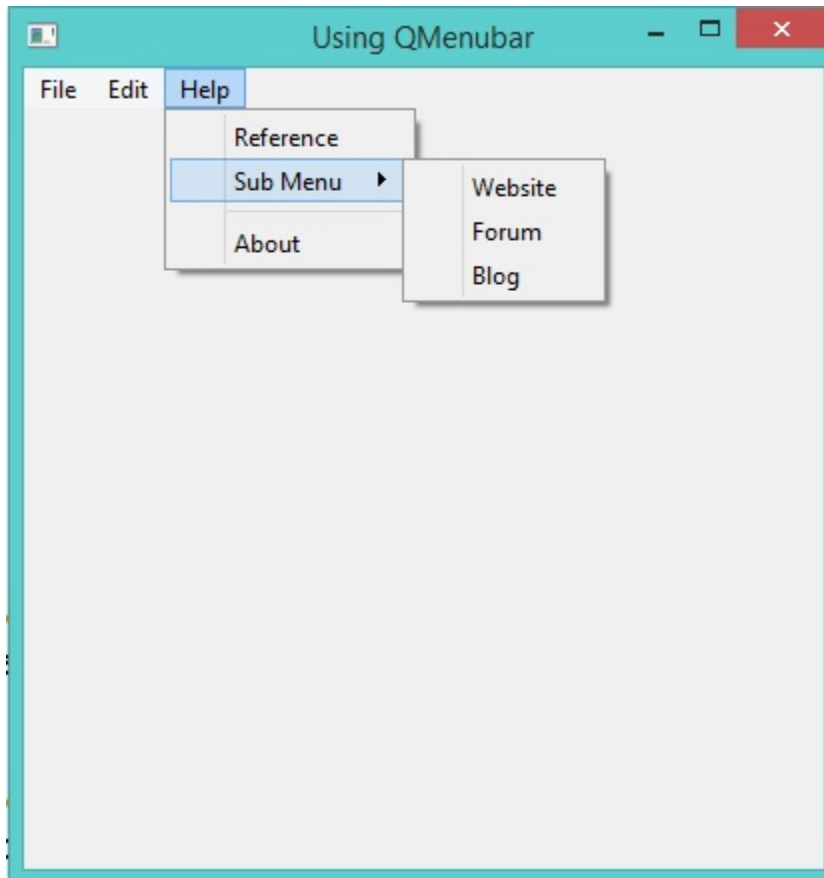 Using QMenubar
File Edit Help
Reference
Sub Menu
Website
Forum
About
Blog